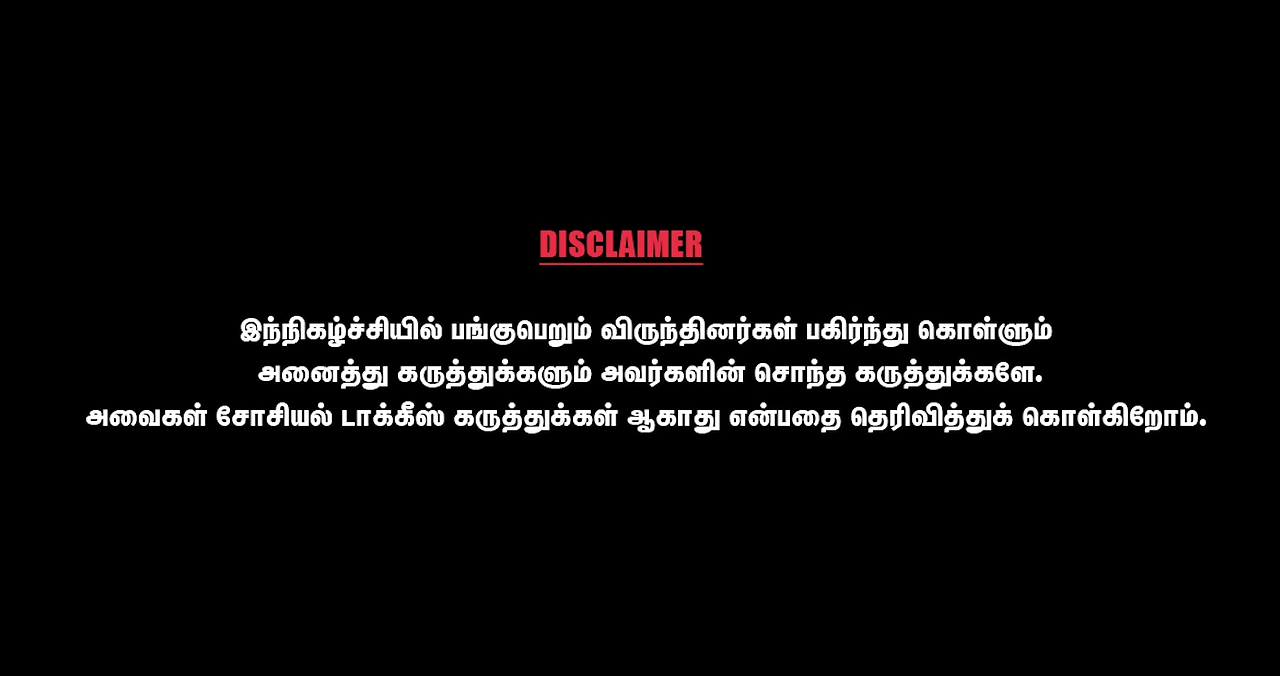 DISCLAIMER
இந்நிகழ்ச்சியில் பங்குபெறும் விருந்தினர்கள் பகிர்ந்து கொள்ளும்
அனைத்து கருத்துக்களும் அவர்களின் சொந்த கருத்துக்களே.
அவைகள் சோசியல் டாக்கீஸ் கருத்துக்கள் ஆகாது என்பதை தெரிவித்துக் கொள்கிறோம்.